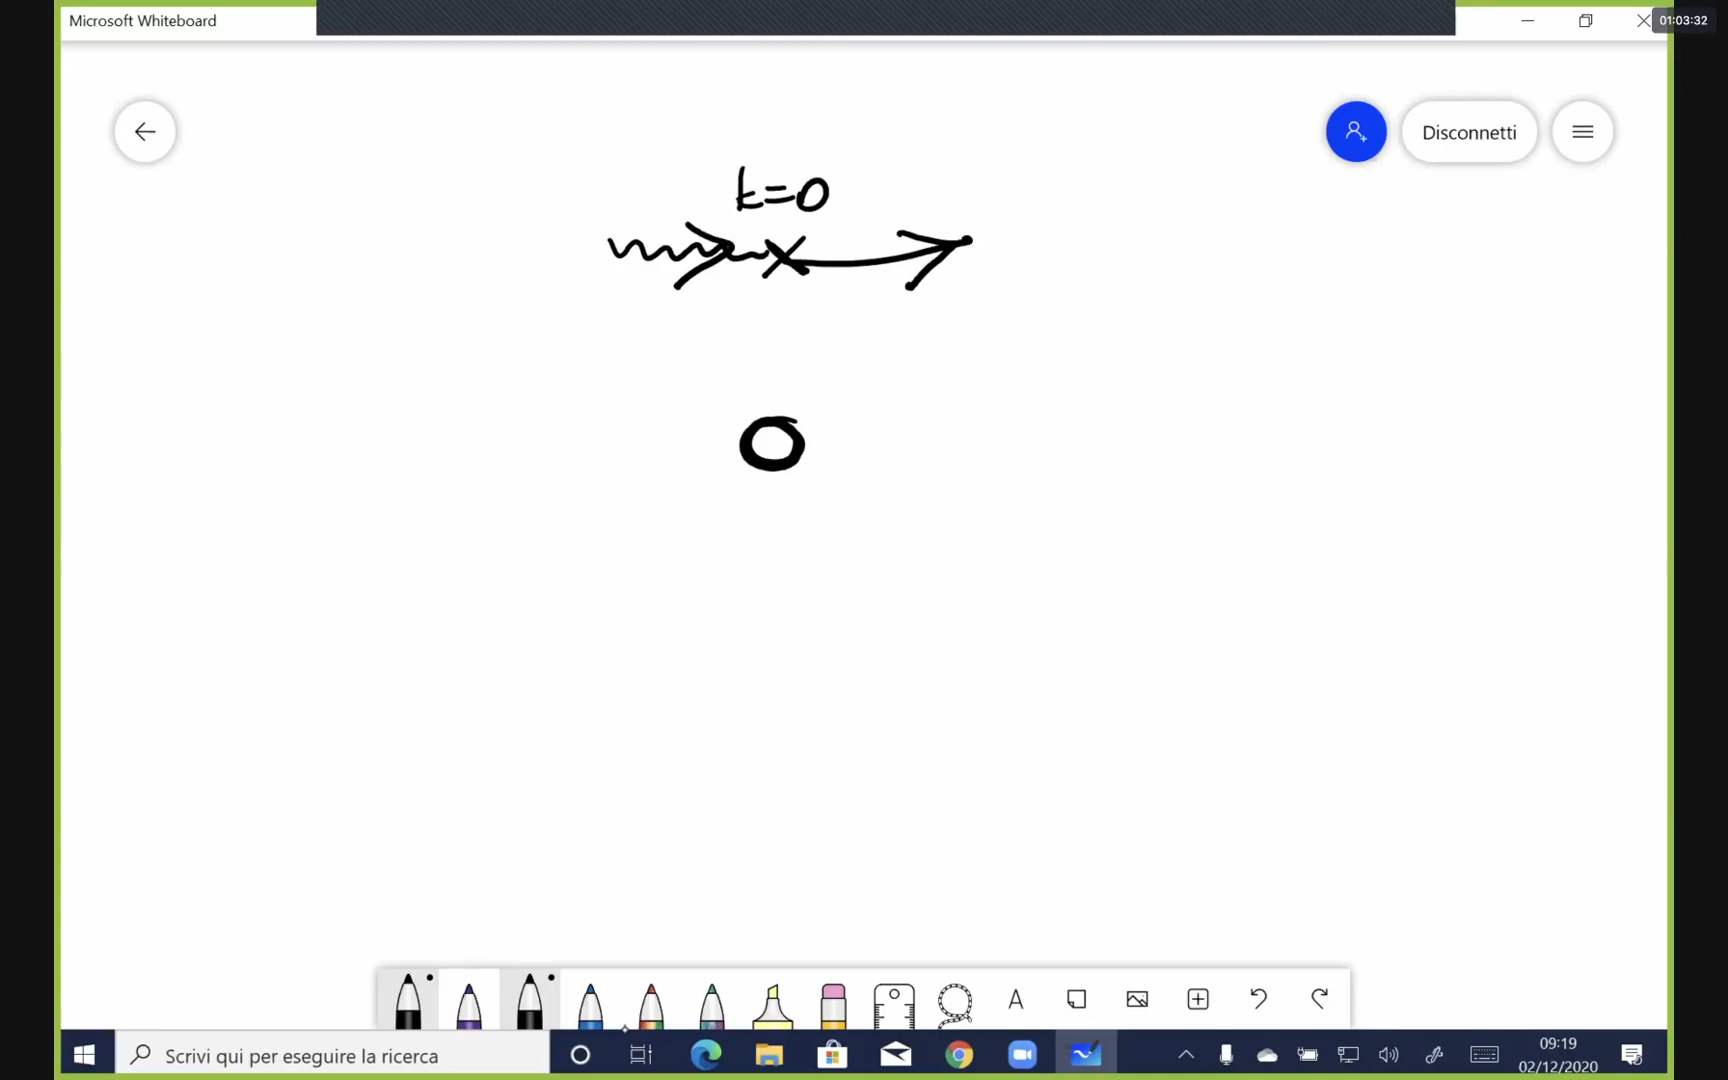 Microsoft Whiteboard
01:03:32
Disconnetti
t=0
O
A
Scrivi qui per eseguire la ricerca
09:19
02/12/2020